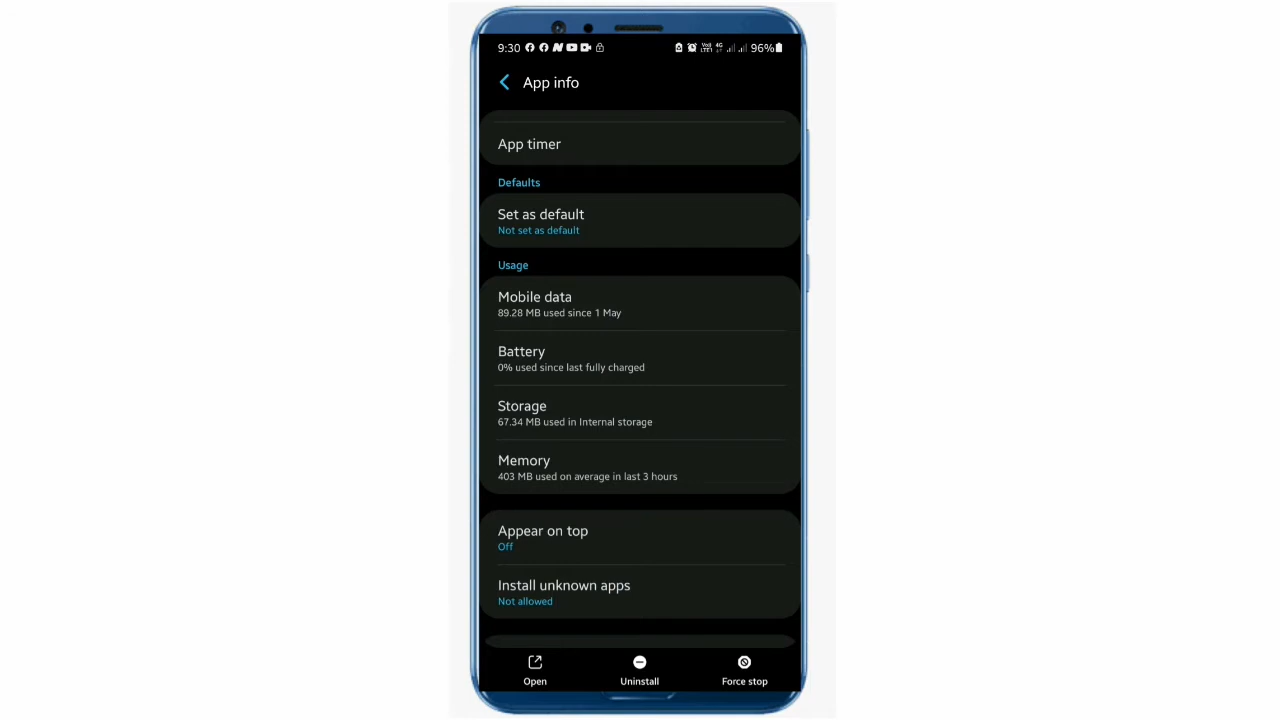 9:30 96%
App info
App timer
Defaults
Set as default
Not set as default
Usage
Mobile data
89.28 MB used since 1 May
Battery
0% used since last fully charged
Storage
67.34 MB used in Internal storage
Memory
403 MB used on average in last 3 hours
Appear on top
Off
Install unknown apps
Not allowed
Open Uninstall Force stop